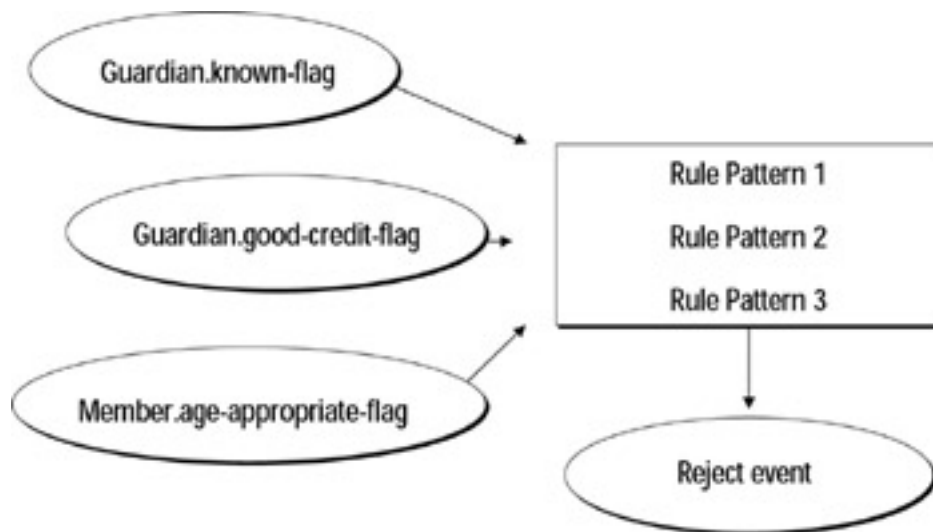 Guardian.known-flag
Guardian.good-credit-flag
Member.age-appropriate-flag
Rule Pattern 1
Rule Pattern 2
Rule Pattern 3
Reject event